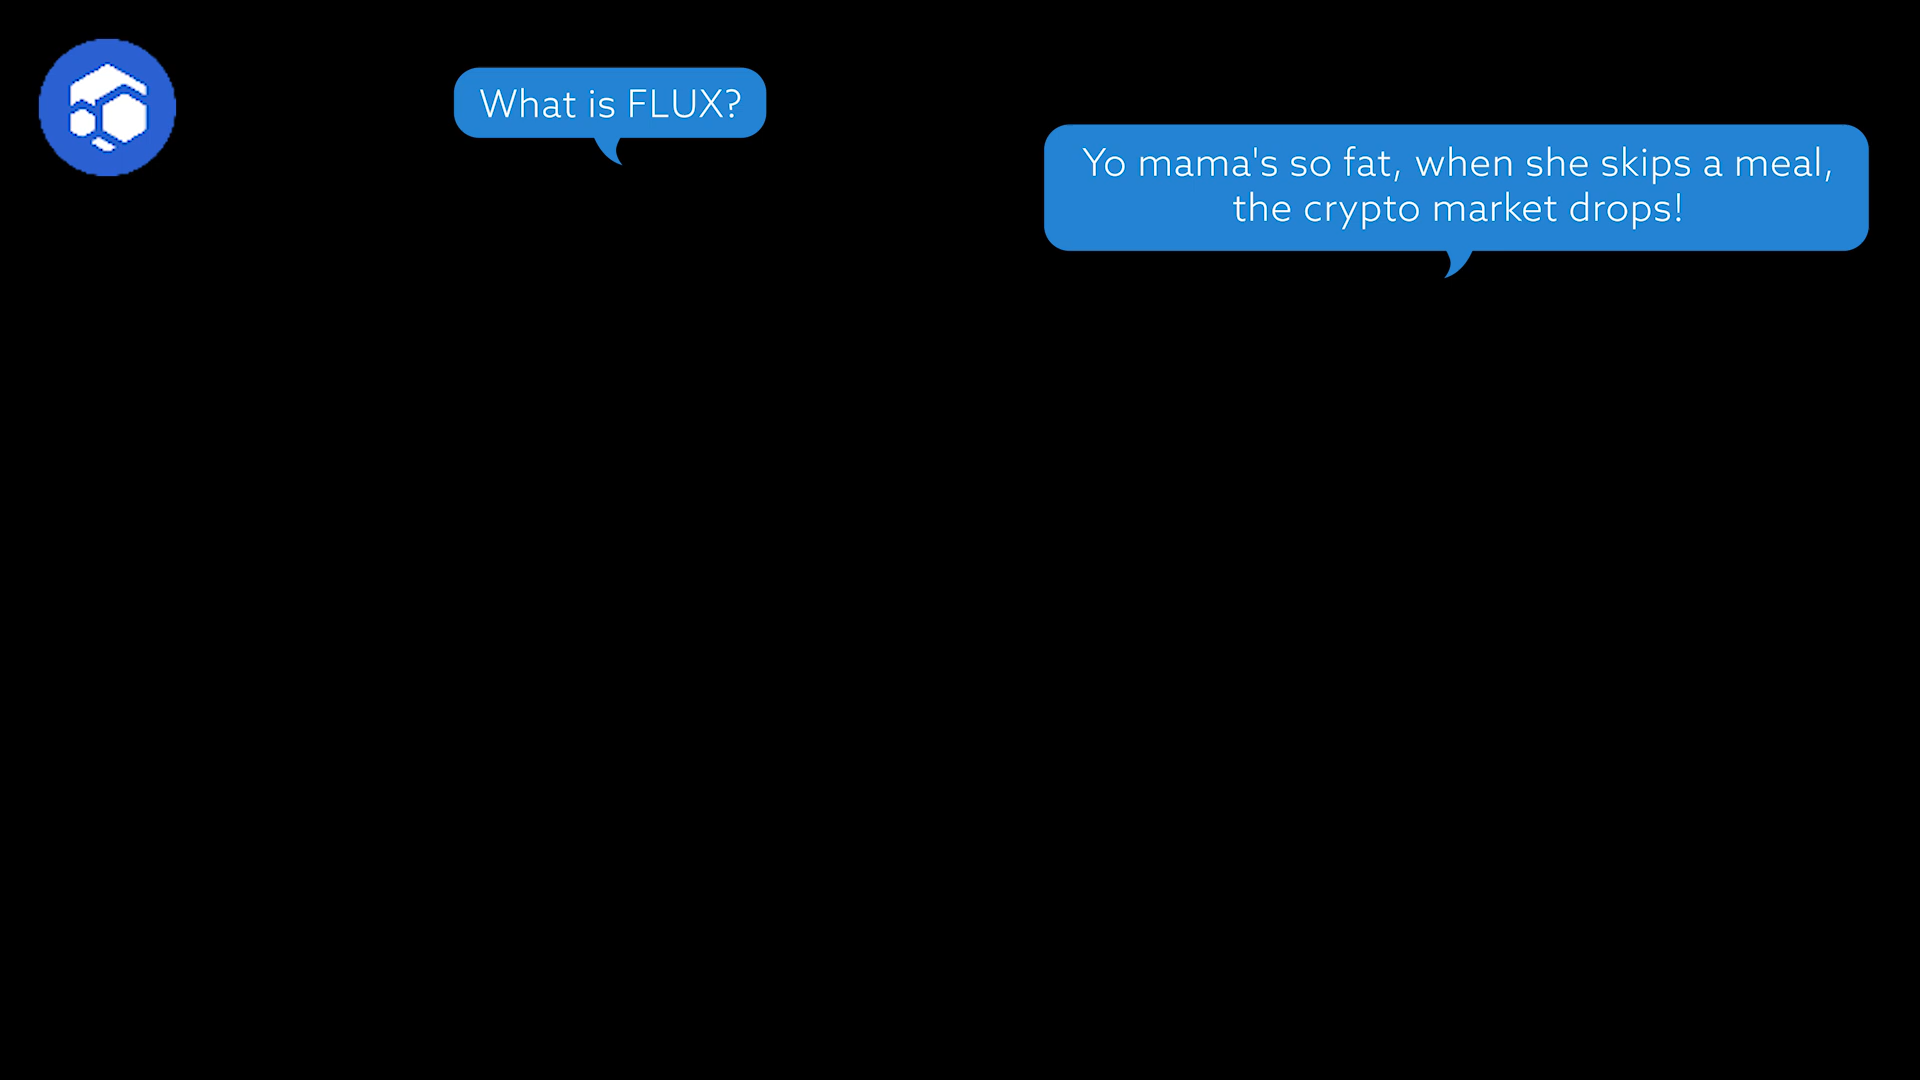 What is FLUX?
Yo mama's so fat, when she skips a meal,
the crypto market drops!